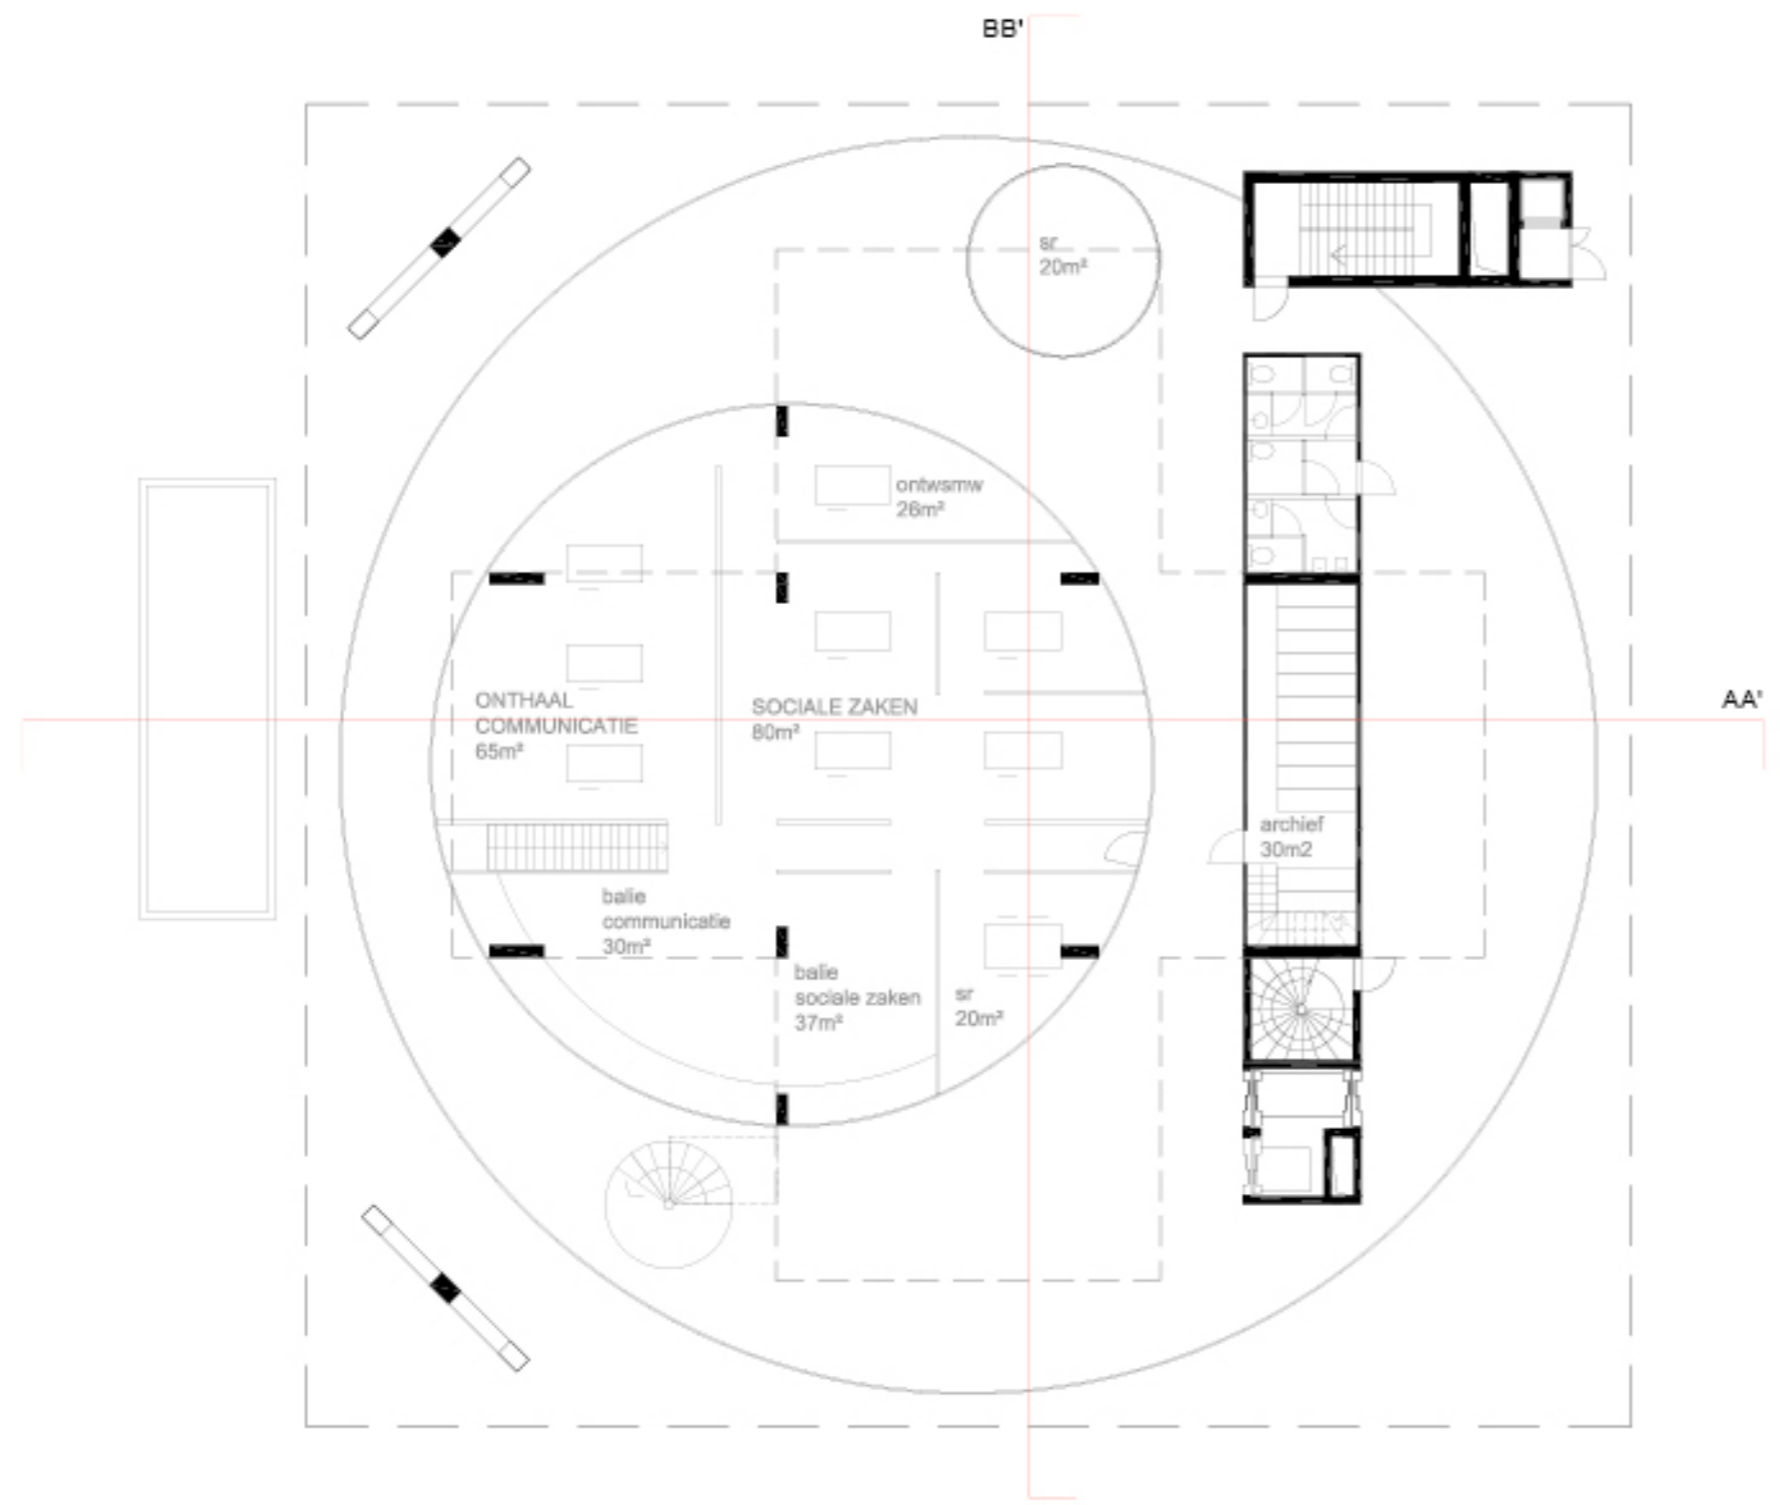 BB'
sr
20m²
ontwsmw
26m²
AA'
ONTHAAL
COMMUNICATIE
65m²
SOCIALE ZAKEN
80m²
archief
30m2
balie
communicatie
30m²
balie
sociale zaken
37m²
sr
20m²